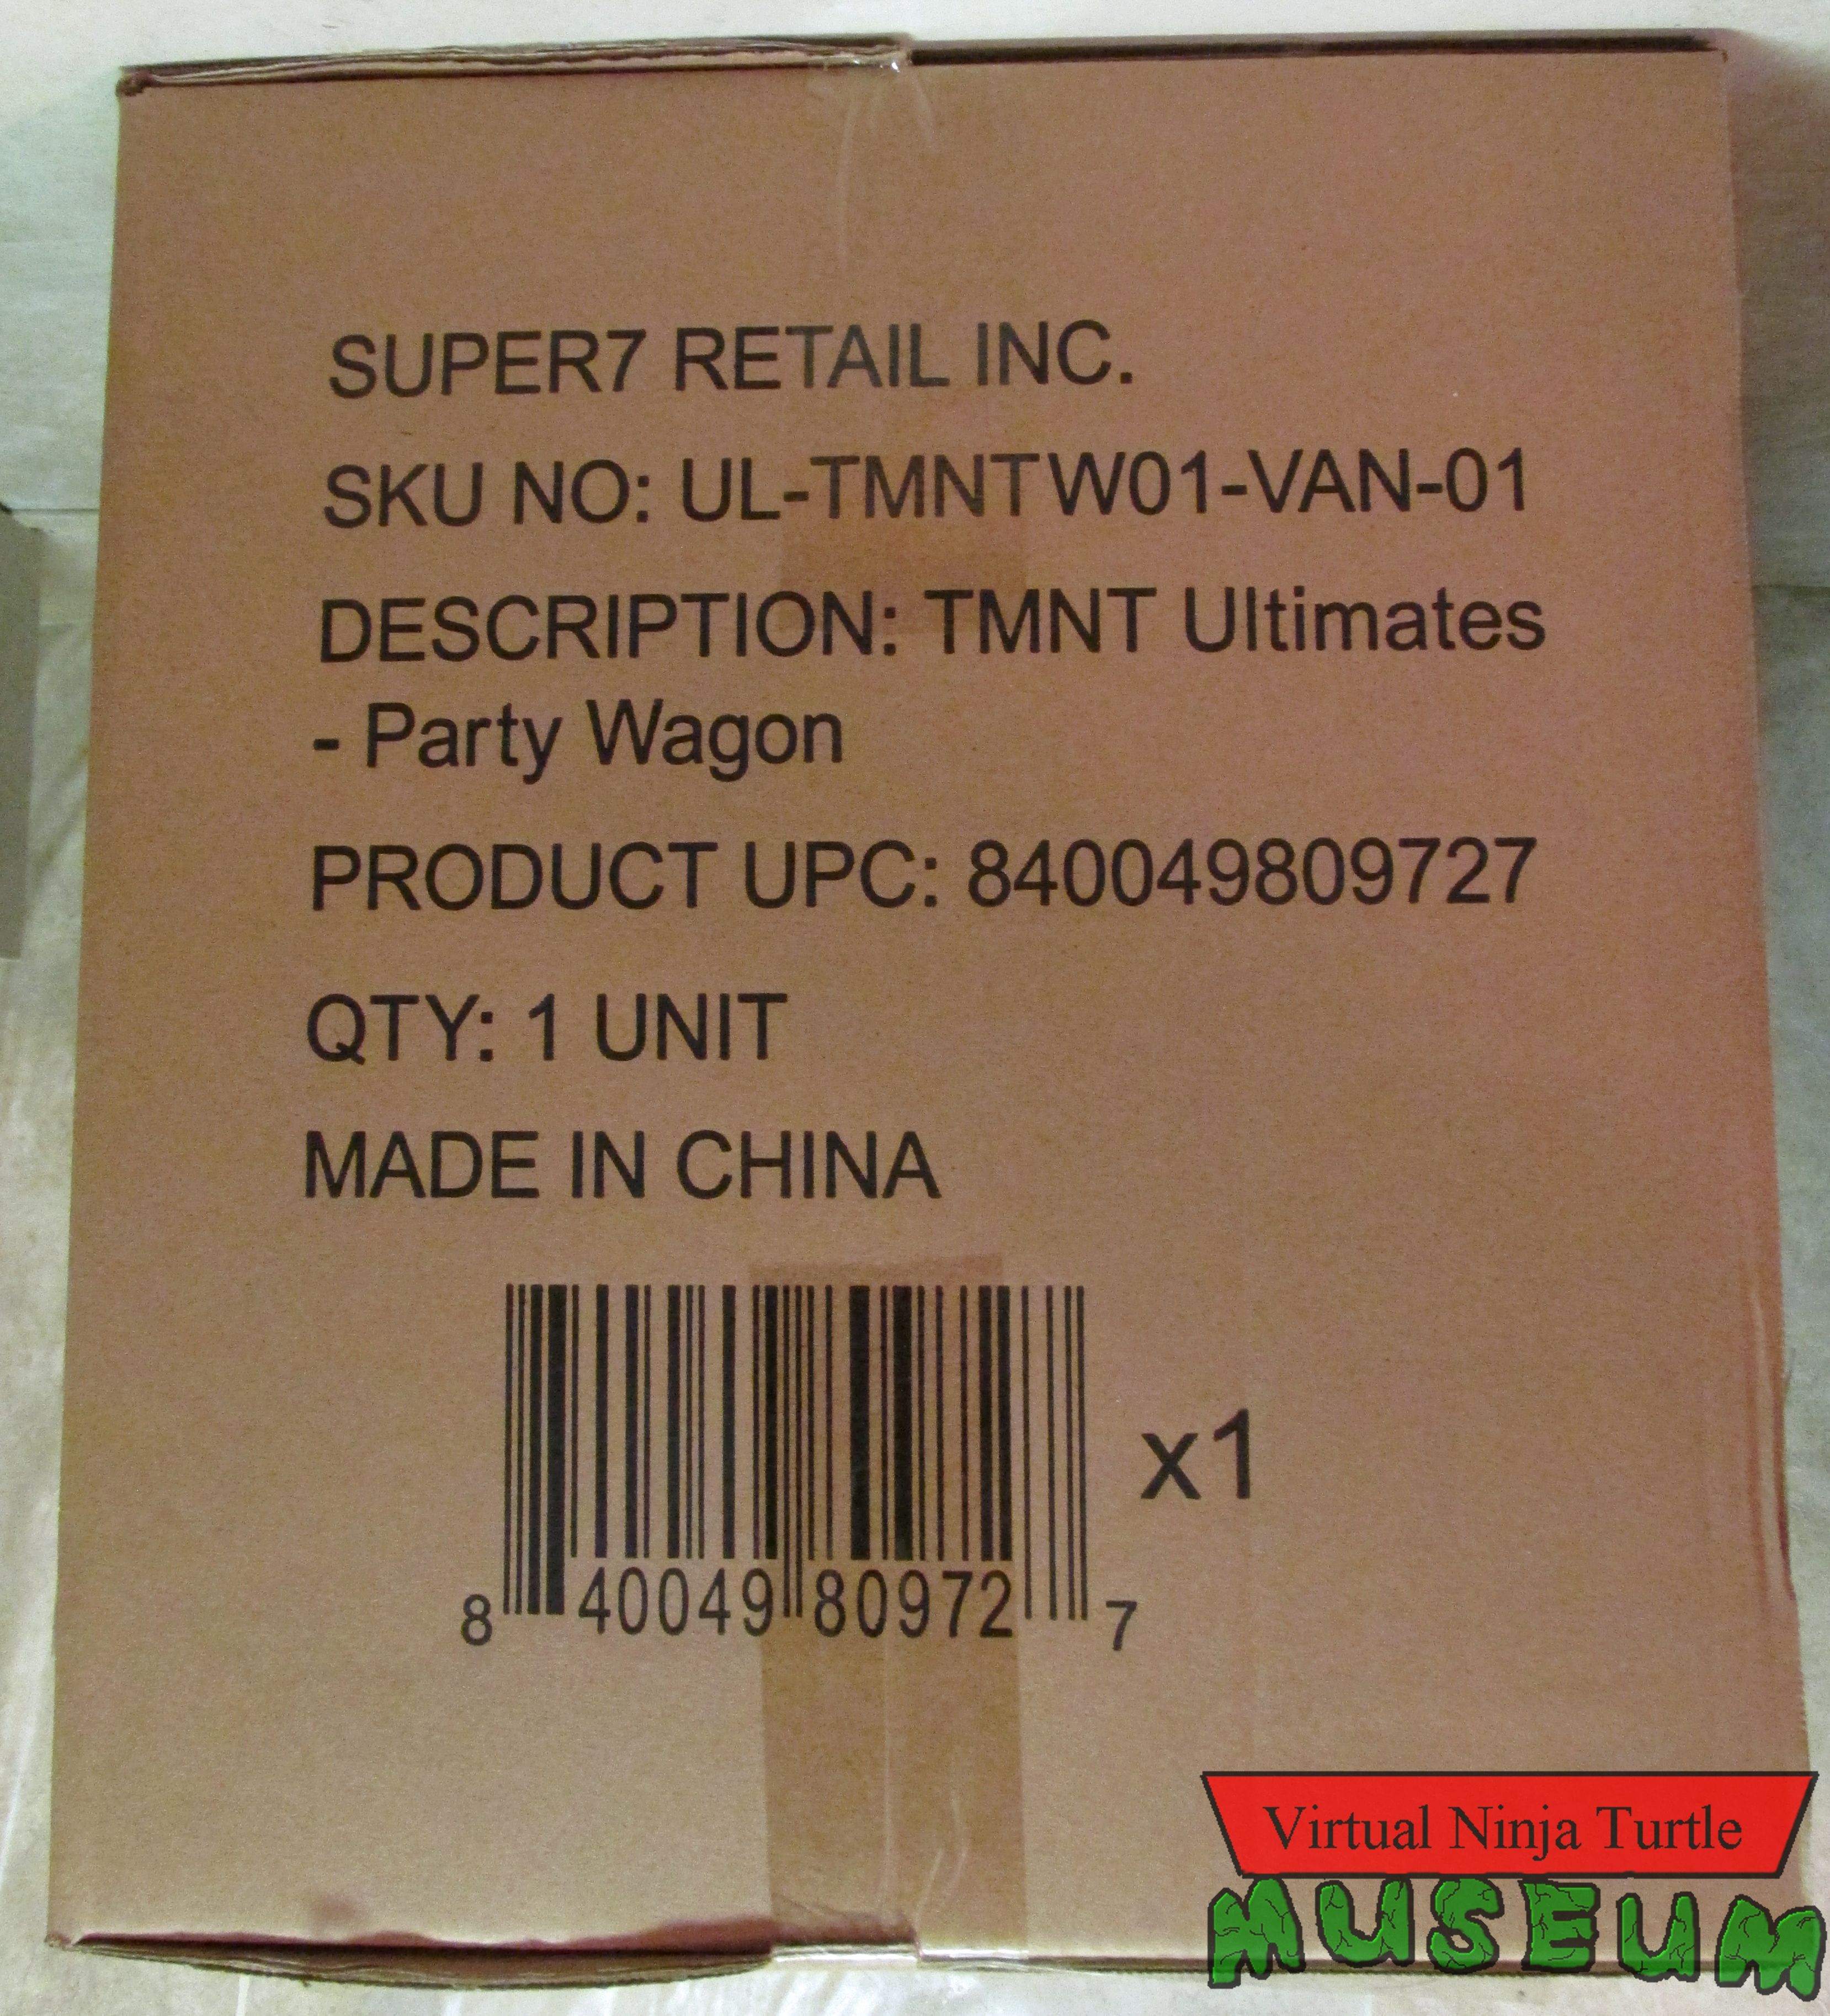 SUPER7 RETAIL INC.
SKU NO: UL-TMNTW01-VAN-01
DESCRIPTION: TMNT Ultimates
- Party Wagon
PRODUCT UPC: 840049809727
QTY: 1 UNIT
MADE IN CHINA
x1
8 40049 80972 7
Virtual Ninja Turtle
MUSEUM